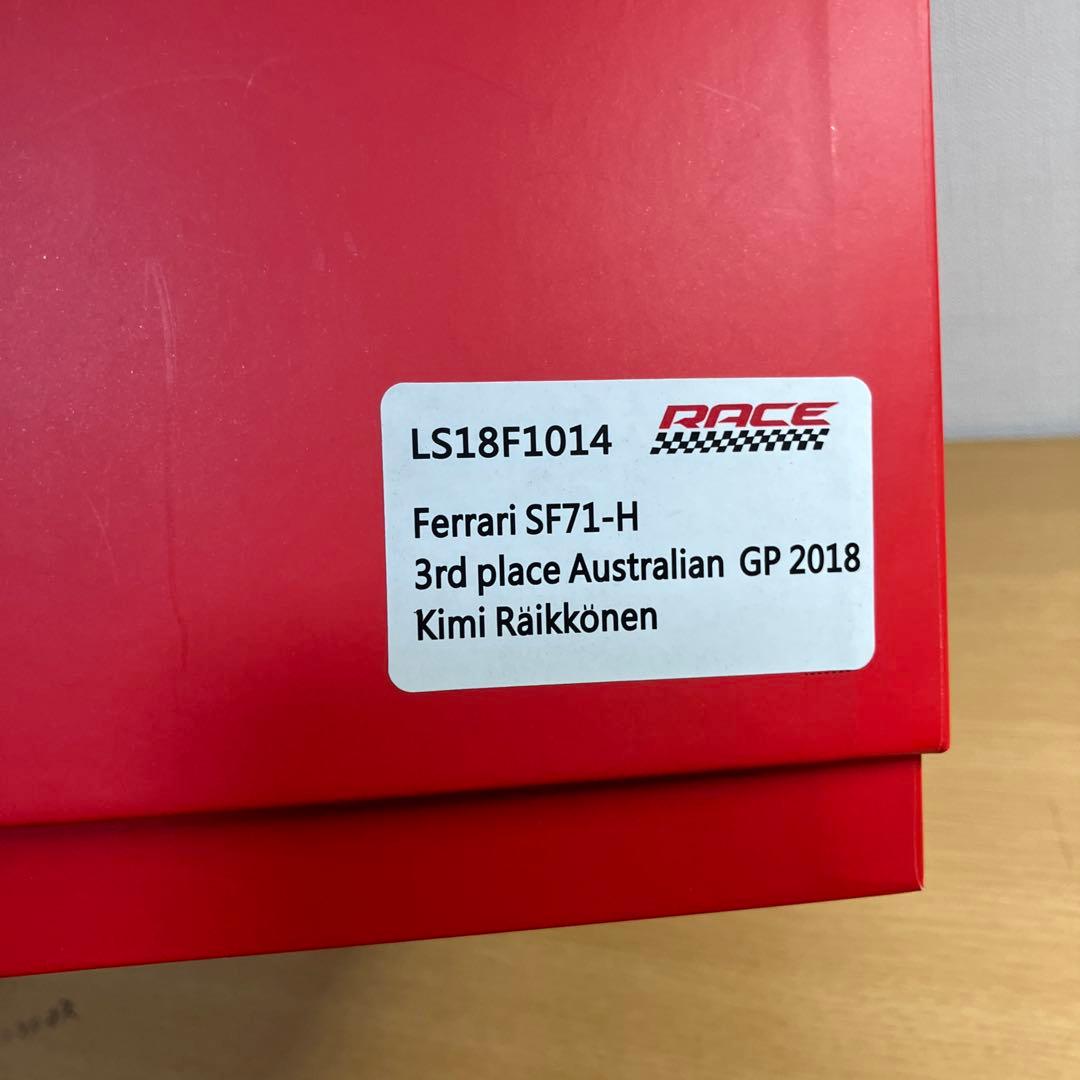 LS18F1014 RACE
Ferrari SF71-H
3rd place Australian GP 2018
Kimi Räikkönen